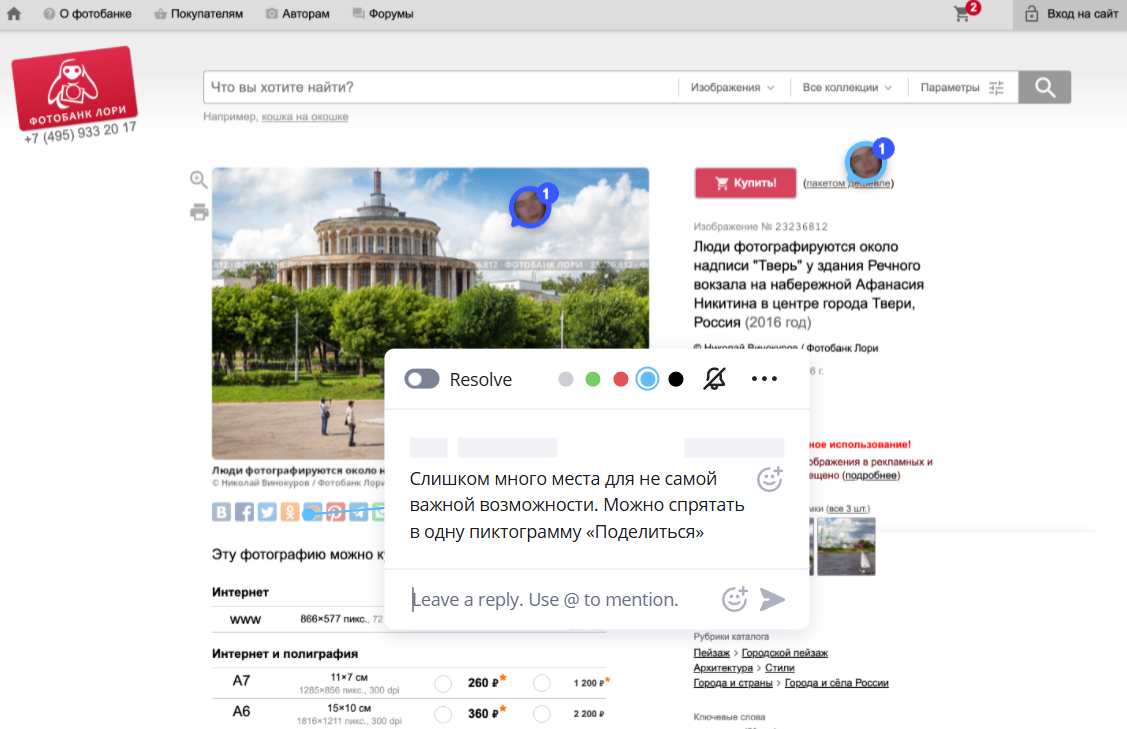 О фотобанке
Покупателям
Авторам
Форумы
2
Вход на сайт
ФОТОБАНК ЛОРИ
+7 (495) 933 20 17
Что вы хотите найти?
Изображения
Все коллекции
Параметры
Например, кошка на окошке
1
1
Купить!
(пакетом дешевле)
Изображение № 23236812
Люди фотографируются около
надписи "Тверь" у здания Речного
вокзала на набережной Афанасия
Никитина в центре города Твери,
Россия (2016 год)
© Николай Винокуров / Фотобанк Лори
6 г.
ФОТОБАНК ЛОРИ
Resolve
Слишком много места для не самой
важной возможности. Можно спрятать
в одну пиктограмму «Поделиться»
Leave a reply. Use @ to mention.
ное использование!
ображения в рекламных и
ещено (подробнее)
ки (все 3 шт.)
Люди фотографируются около н
© Николай Винокуров / Фотобанк Лори
Эту фотографию можно к
Интернет
www
866×577 пикс., 72
Интернет и полиграфия
A7
11×7 см
1285×856 пикс., 300 dpi
260 ₽*
1 200 ₽*
A6
15×10 см
1816×1211 пикс., 300 dpi
360 ₽*
2 200 ₽
Рубрики каталога
Пейзаж > Городской пейзаж
Архитектура > Стили
Города и страны > Города и сёла России
Ключевые слова